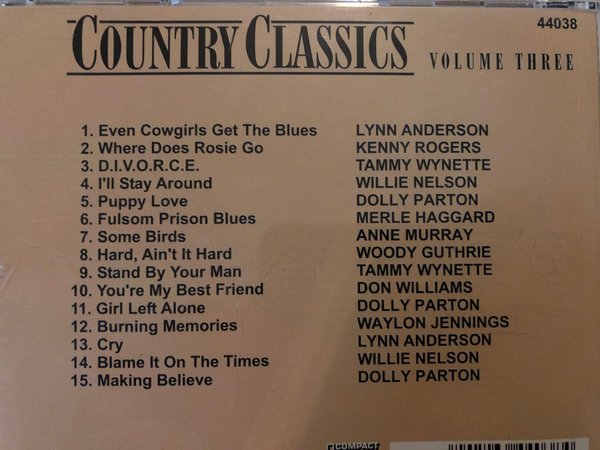 44038
COUNTRY CLASSICS VOLUME THREE
1. Even Cowgirls Get The Blues LYNN ANDERSON
2. Where Does Rosie Go KENNY ROGERS
3. D.I.V.O.R.C.E. TAMMY WYNETTE
4. I'll Stay Around WILLIE NELSON
5. Puppy Love DOLLY PARTON
6. Fulsom Prison Blues MERLE HAGGARD
7. Some Birds ANNE MURRAY
8. Hard, Ain't It Hard WOODY GUTHRIE
9. Stand By Your Man TAMMY WYNETTE
10. You're My Best Friend DON WILLIAMS
11. Girl Left Alone DOLLY PARTON
12. Burning Memories WAYLON JENNINGS
13. Cry LYNN ANDERSON
14. Blame It On The Times WILLIE NELSON
15. Making Believe DOLLY PARTON
COMPACT